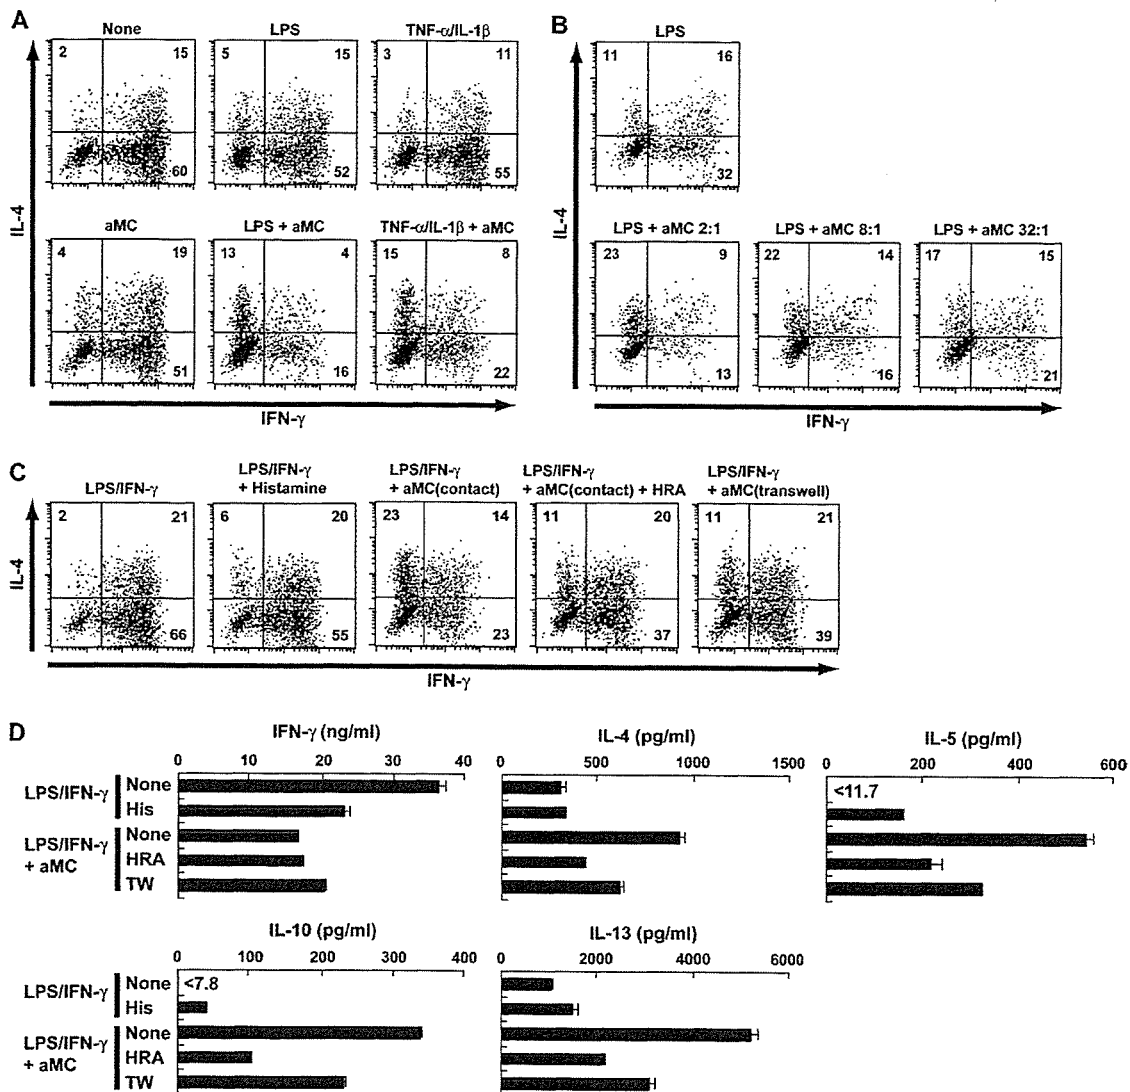 A
None
LPS
TNF-α/IL-1β
2 15
60
5 15
52
3 11
55
aMC
LPS + aMC
TNF-α/IL-1β + aMC
4 19
51
13 4
16
15 8
22
IL-4
IFN-γ
B
LPS
11 16
32
LPS + aMC 2:1
LPS + aMC 8:1
LPS + aMC 32:1
23 9
13
22 14
16
17 15
21
IL-4
IFN-γ
C
LPS/IFN-γ
LPS/IFN-γ
+ Histamine
LPS/IFN-γ
+ aMC(contact)
LPS/IFN-γ
+ aMC(contact) + HRA
LPS/IFN-γ
+ aMC(transwell)
2 21
66
6 20
55
23 14
23
11 20
37
11 21
39
IL-4
IFN-γ
D
IFN-γ (ng/ml)
0 10 20 30 40
LPS/IFN-γ
None
His
LPS/IFN-γ
+ aMC
None
HRA
TW
IL-4 (pg/ml)
0 500 1000 1500
IL-5 (pg/ml)
0 200 400 600
<11.7
IL-10 (pg/ml)
0 100 200 300 400
LPS/IFN-γ
None
His
<7.8
LPS/IFN-γ
+ aMC
None
HRA
TW
IL-13 (pg/ml)
0 2000 4000 6000